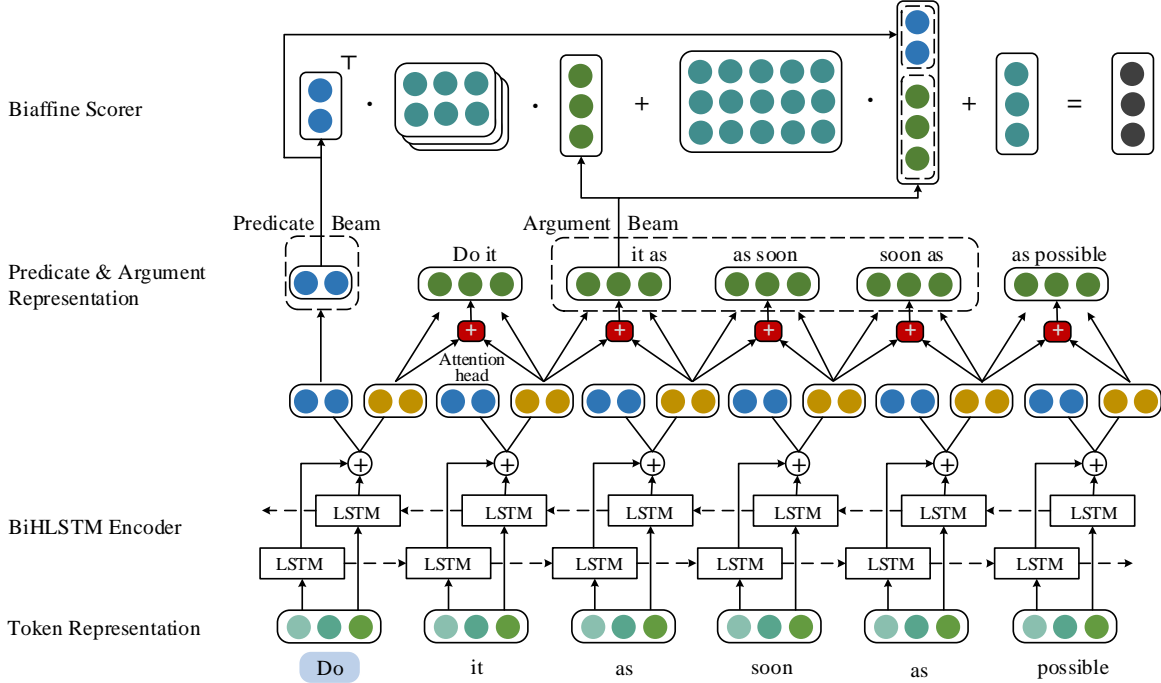 ⊤
Biaffine Scorer
· · + · + =
Predicate Beam
Argument Beam
Predicate & Argument
Representation
Do it
it as
as soon
soon as
as possible
+ + + + +
Attention
head
+ + + + + +
BiHLSTM Encoder
LSTM LSTM LSTM LSTM LSTM LSTM
LSTM LSTM LSTM LSTM LSTM LSTM
Token Representation
Do it as soon as possible